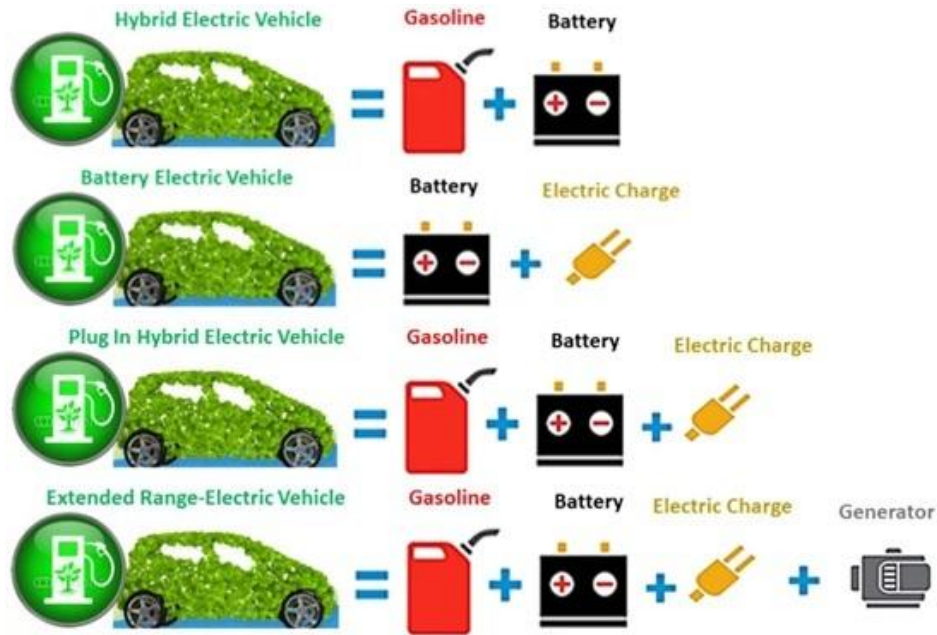 Hybrid Electric Vehicle Gasoline Battery
Battery Electric Vehicle Battery Electric Charge
Plug In Hybrid Electric Vehicle Gasoline Battery Electric Charge
Extended Range-Electric Vehicle Gasoline Battery Electric Charge Generator